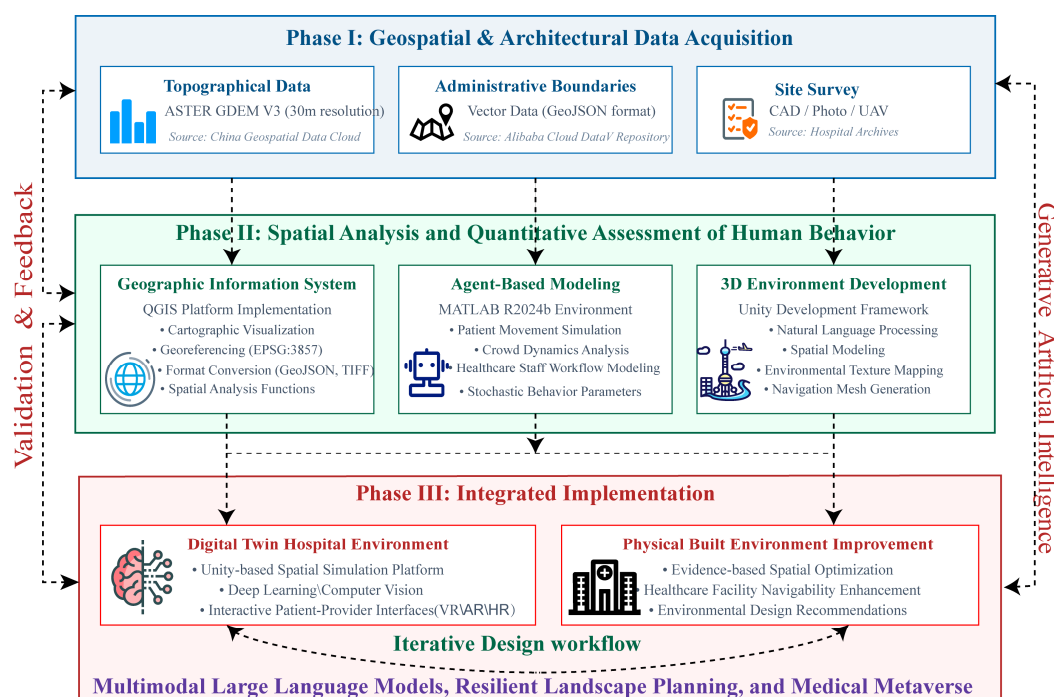 Phase I: Geospatial & Architectural Data Acquisition
Topographical Data
ASTER GDEM V3 (30m resolution)
Source: China Geospatial Data Cloud
Administrative Boundaries
Vector Data (GeoJSON format)
Source: Alibaba Cloud DataV Repository
Site Survey
CAD / Photo / UAV
Source: Hospital Archives
Validation & Feedback
Generative Artificial Intelligence
Phase II: Spatial Analysis and Quantitative Assessment of Human Behavior
Geographic Information System
QGIS Platform Implementation
• Cartographic Visualization
• Georeferencing (EPSG:3857)
• Format Conversion (GeoJSON, TIFF)
• Spatial Analysis Functions
Agent-Based Modeling
MATLAB R2024b Environment
• Patient Movement Simulation
• Crowd Dynamics Analysis
• Healthcare Staff Workflow Modeling
• Stochastic Behavior Parameters
3D Environment Development
Unity Development Framework
• Natural Language Processing
• Spatial Modeling
• Environmental Texture Mapping
• Navigation Mesh Generation
Phase III: Integrated Implementation
Digital Twin Hospital Environment
• Unity-based Spatial Simulation Platform
• Deep Learning\Computer Vision
• Interactive Patient-Provider Interfaces(VR\AR\HR)
Physical Built Environment Improvement
• Evidence-based Spatial Optimization
• Healthcare Facility Navigability Enhancement
• Environmental Design Recommendations
Iterative Design workflow
Multimodal Large Language Models, Resilient Landscape Planning, and Medical Metaverse